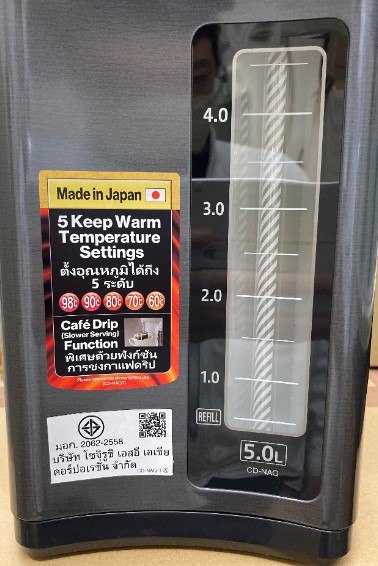 Made in Japan
5 Keep Warm
Temperature
Settings
ตั้งอุณหภูมิได้ถึง
5 ระดับ
98℃ 90℃ 80℃ 70℃ 60℃
Café Drip
(Slower Serving)
Function
พิเศษด้วยฟังก์ชัน
การชงกาแฟดริป
(CD-NAQT)
มอก. 2062-2558
บริษัท โซจิรูชิ เอสอี เอเชีย
คอร์ปอเรชั่น จำกัด
4.0
3.0
2.0
1.0
REFILL
5.0L
CD-NAQ